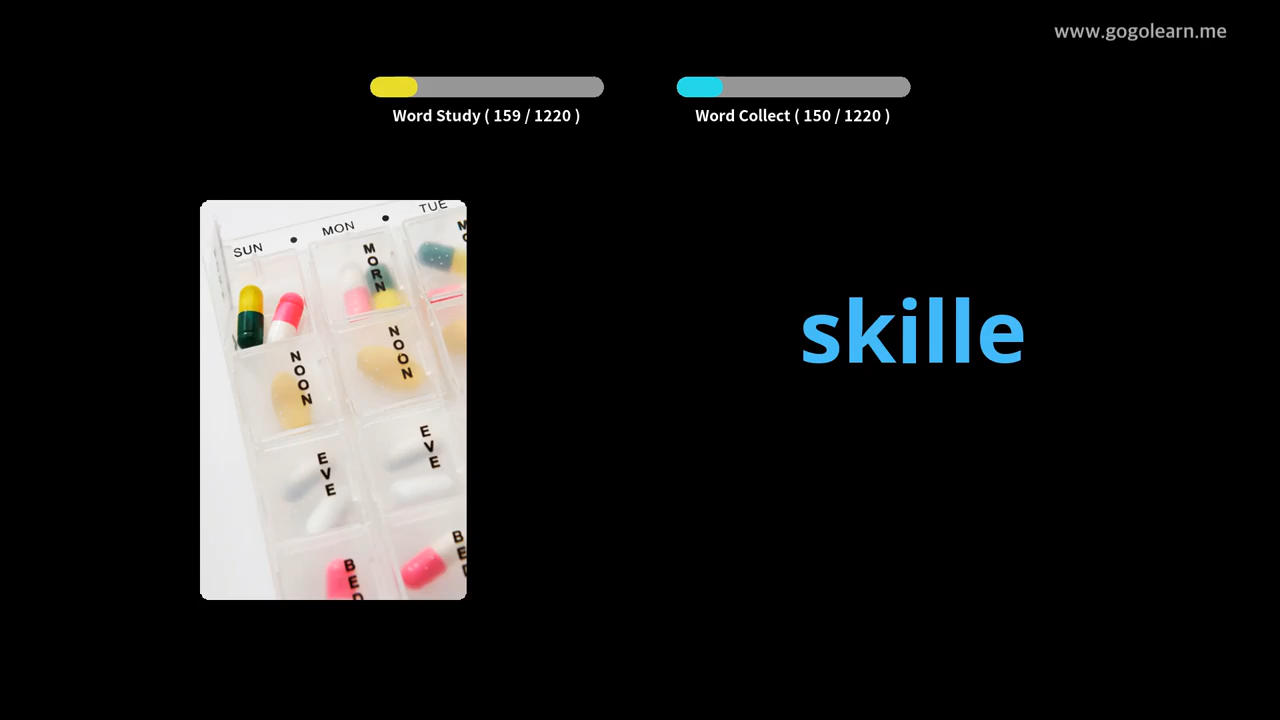 www.gogolearn.me
Word Study ( 159 / 1220 )
Word Collect ( 150 / 1220 )
skille
SUN • MON • TUE
MORN
NOON
NOON
EVE
EVE
BED